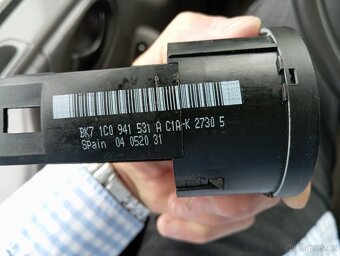 BK7 1C0 941 531 A C1A-K 2730 5
SPain 04 0520 31